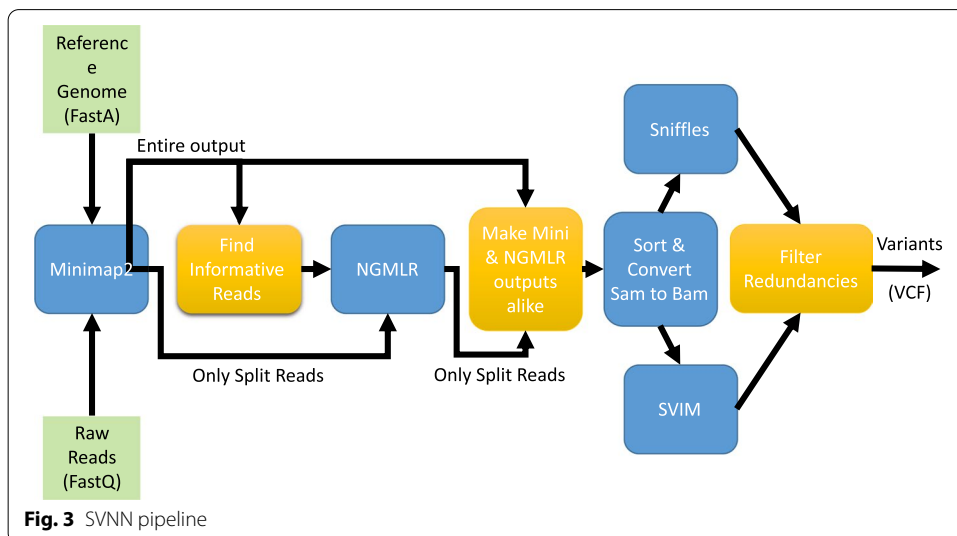 Referenc
e
Genome
(FastA)
Entire output
Minimap2
Find
Informative
Reads
NGMLR
Make Mini
& NGMLR
outputs
alike
Sniffles
Sort &
Convert
Sam to Bam
SVIM
Filter
Redundancies
Variants
(VCF)
Only Split Reads
Only Split Reads
Raw
Reads
(FastQ)
Fig. 3 SVNN pipeline